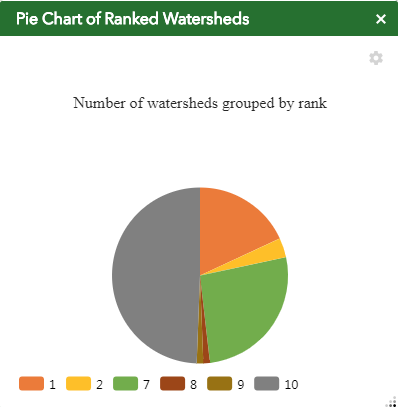 Pie Chart of Ranked Watersheds ×
Number of watersheds grouped by rank
1 2 7 8 9 10